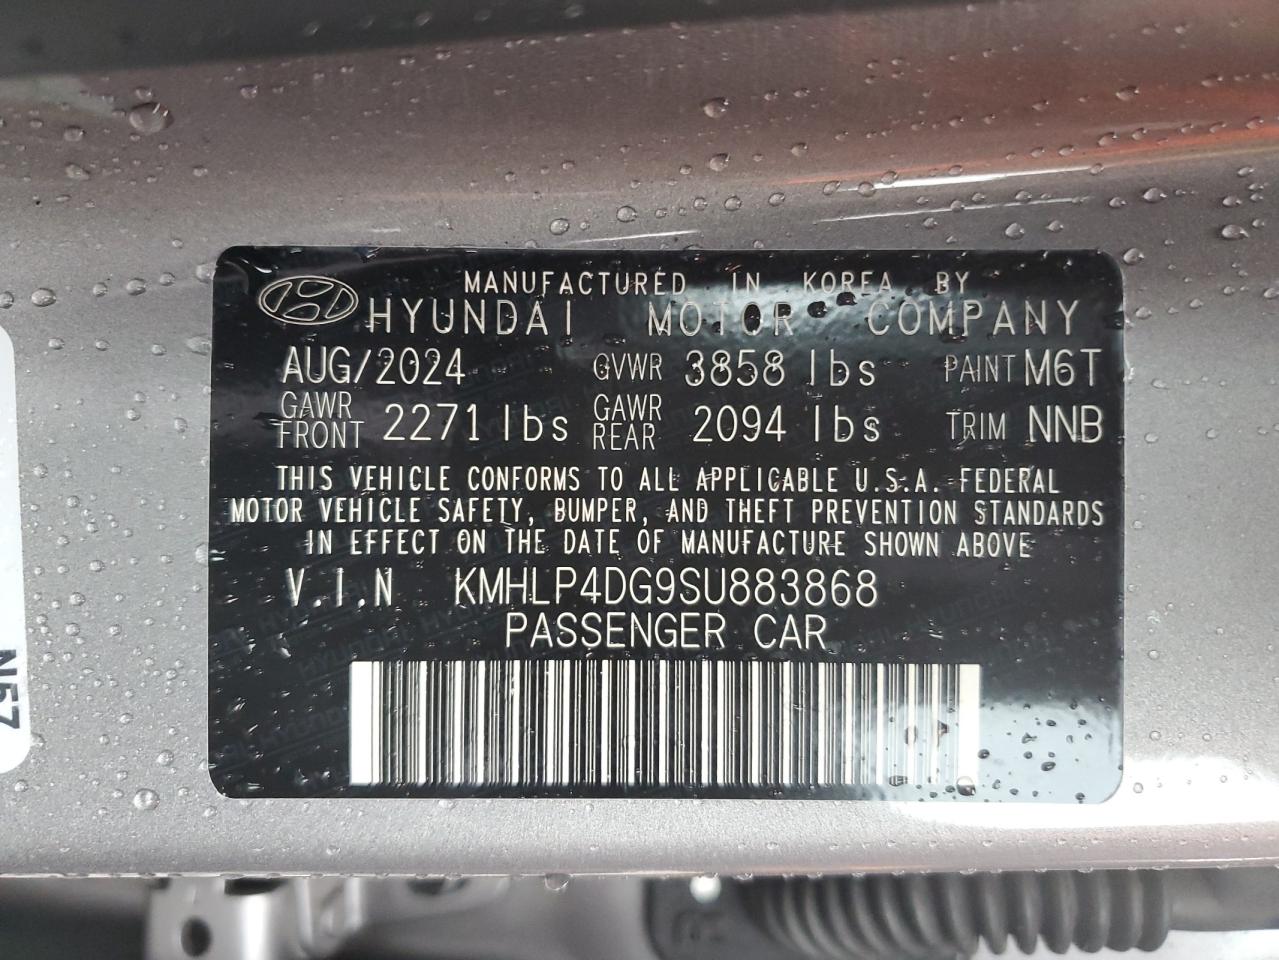 MANUFACTURED IN KOREA BY
HYUNDAI MOTOR COMPANY
AUG/2024 GVWR 3858 lbs PAINT M6T
GAWR FRONT 2271 lbs GAWR REAR 2094 lbs TRIM NNB
THIS VEHICLE CONFORMS TO ALL APPLICABLE U.S.A. FEDERAL
MOTOR VEHICLE SAFETY, BUMPER, AND THEFT PREVENTION STANDARDS
IN EFFECT ON THE DATE OF MANUFACTURE SHOWN ABOVE
V.I.N KMHLP4DG9SU883868
PASSENGER CAR
N57